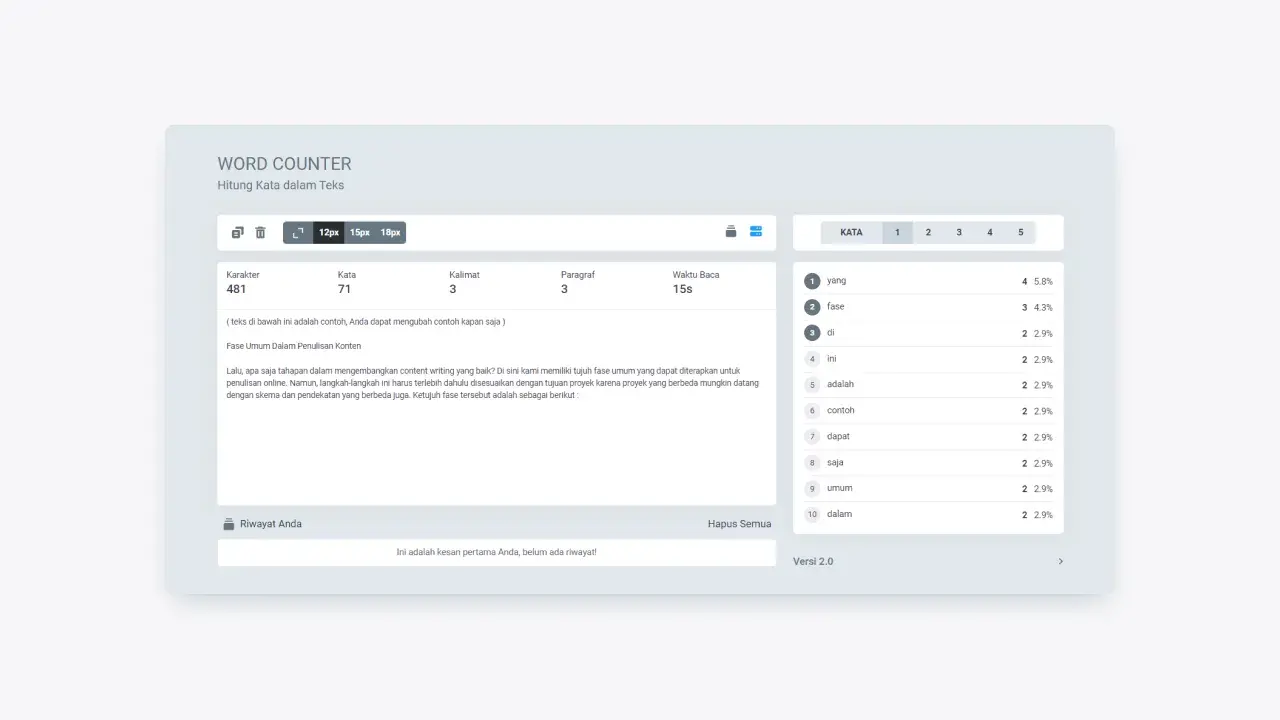 WORD COUNTER
Hitung Kata dalam Teks
12px 15px 18px
KATA 1 2 3 4 5
Karakter Kata Kalimat Paragraf Waktu Baca
481 71 3 3 15s
( teks di bawah ini adalah contoh, Anda dapat mengubah contoh kapan saja )
Fase Umum Dalam Penulisan Konten
Lalu, apa saja tahapan dalam mengembangkan content writing yang baik? Di sini kami memiliki tujuh fase umum yang dapat diterapkan untuk
penulisan online. Namun, langkah-langkah ini harus terlebih dahulu disesuaikan dengan tujuan proyek karena proyek yang berbeda mungkin datang
dengan skema dan pendekatan yang berbeda juga. Ketujuh fase tersebut adalah sebagai berikut :
Riwayat Anda Hapus Semua
Ini adalah kesan pertama Anda, belum ada riwayat!
1 yang 4 5.8%
2 fase 3 4.3%
3 di 2 2.9%
4 ini 2 2.9%
5 adalah 2 2.9%
6 contoh 2 2.9%
7 dapat 2 2.9%
8 saja 2 2.9%
9 umum 2 2.9%
10 dalam 2 2.9%
Versi 2.0